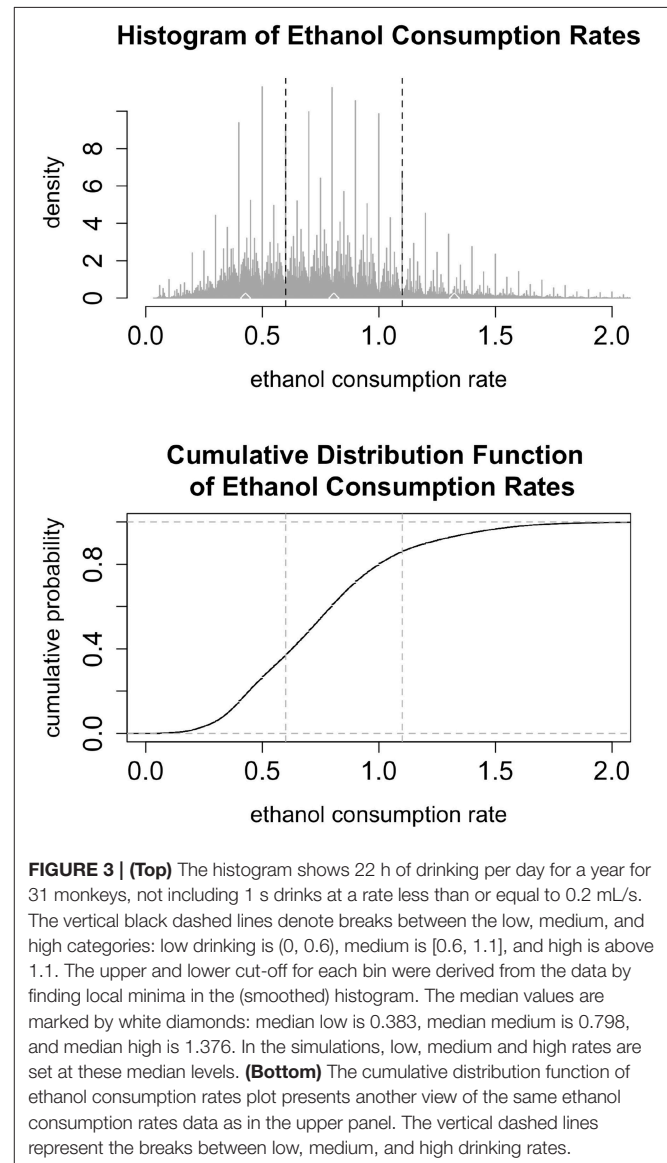 Histogram of Ethanol Consumption Rates
density
0 2 4 6 8
0.0 0.5 1.0 1.5 2.0
ethanol consumption rate
Cumulative Distribution Function
of Ethanol Consumption Rates
cumulative probability
0.0 0.4 0.8
0.0 0.5 1.0 1.5 2.0
ethanol consumption rate
FIGURE 3 | (Top) The histogram shows 22 h of drinking per day for a year for
31 monkeys, not including 1 s drinks at a rate less than or equal to 0.2 mL/s.
The vertical black dashed lines denote breaks between the low, medium, and
high categories: low drinking is (0, 0.6), medium is [0.6, 1.1], and high is above
1.1. The upper and lower cut-off for each bin were derived from the data by
finding local minima in the (smoothed) histogram. The median values are
marked by white diamonds: median low is 0.383, median medium is 0.798,
and median high is 1.376. In the simulations, low, medium and high rates are
set at these median levels. (Bottom) The cumulative distribution function of
ethanol consumption rates plot presents another view of the same ethanol
consumption rates data as in the upper panel. The vertical dashed lines
represent the breaks between low, medium, and high drinking rates.